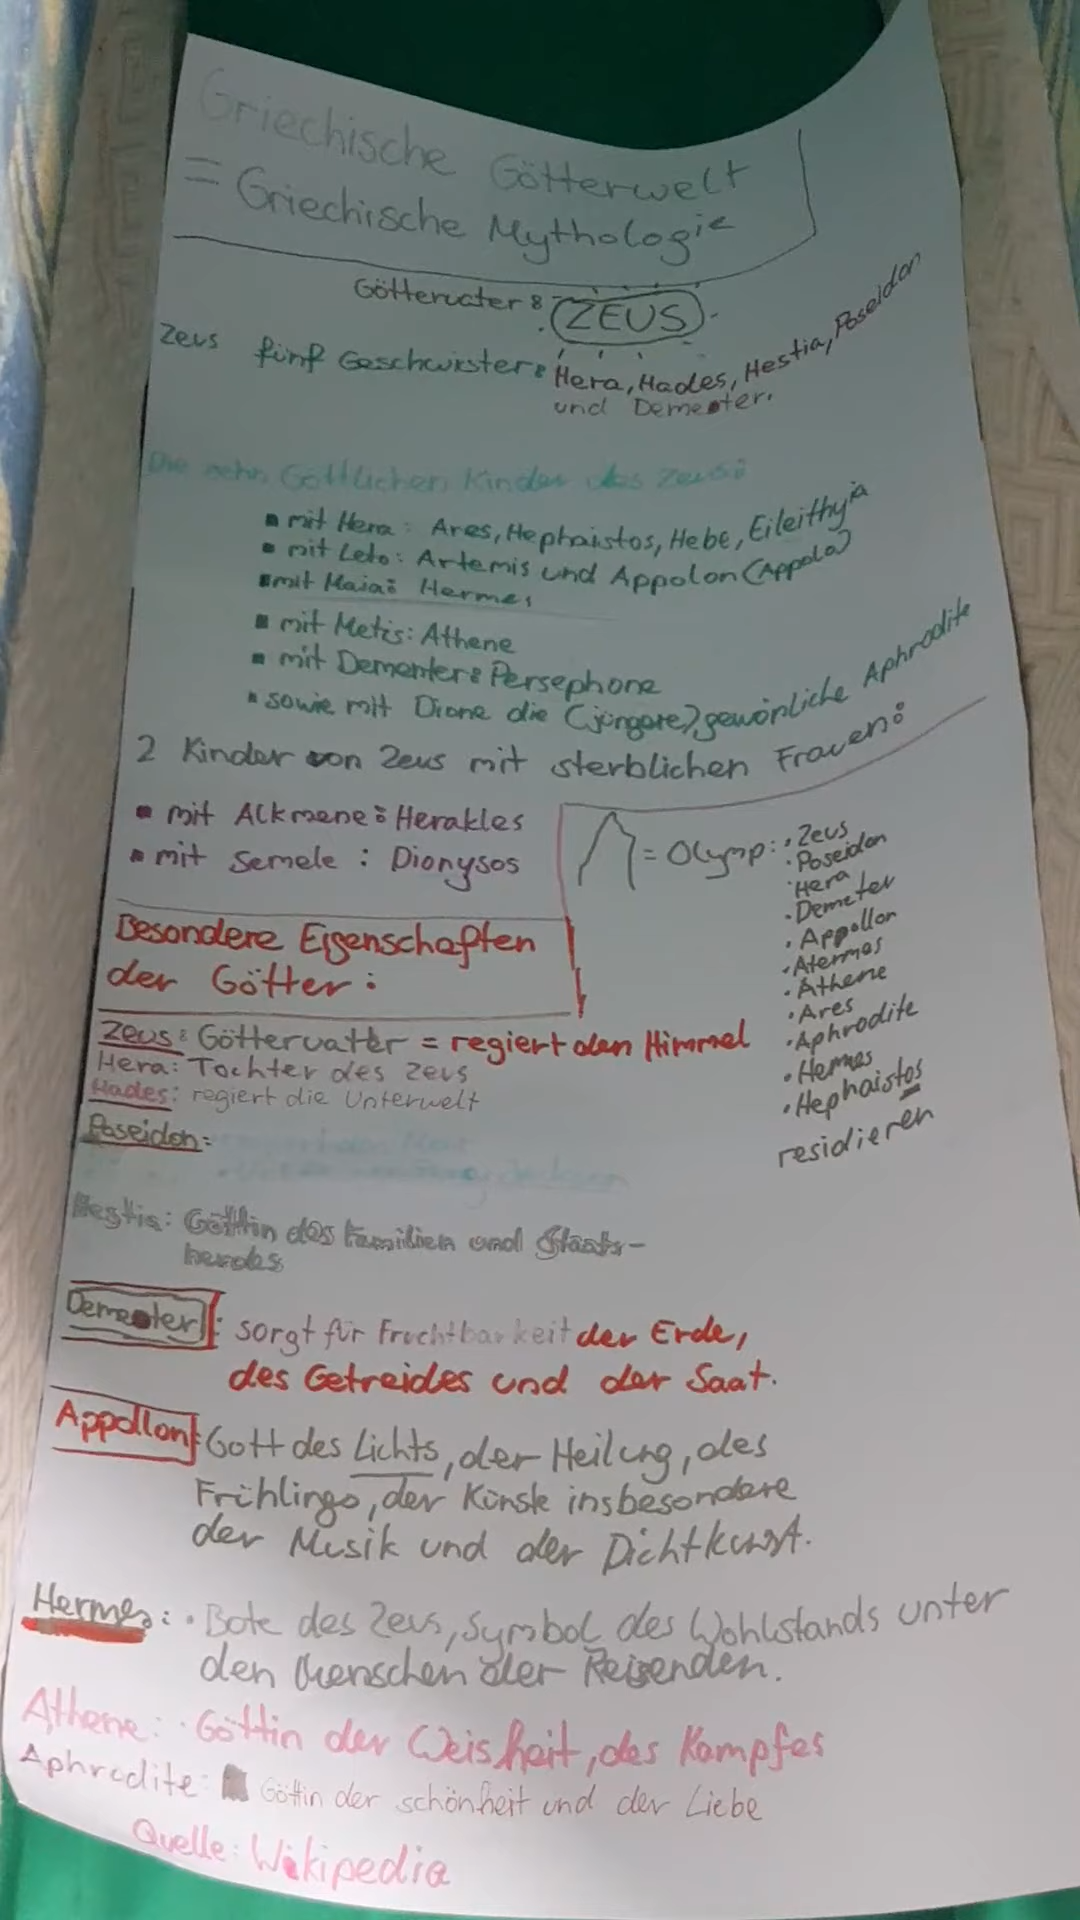 Griechische Götterwelt
= Griechische Mythologie
Göttervater: ZEUS
Zeus fünf Geschwister: Hera, Hades, Hestia, Poseidon
und Demeter.
Die zehn Göttlichen Kinder des Zeus:
▪ mit Hera: Ares, Hephaistos, Hebe, Eileithyia
▪ mit Leto: Artemis und Appolon (Appolo)
▪ mit Maia: Hermes
▪ mit Metis: Athene
▪ mit Dementer: Persephone
▪ sowie mit Dione die (jüngere), gewönliche Aphrodite
2 Kinder von Zeus mit sterblichen Frauen:
▪ mit Alkmene: Herakles
▪ mit Semele: Dionysos
= Olymp: • Zeus
• Poseidon
• Hera
• Demeter
• Appollon
• Atermes
• Athene
• Ares
• Aphrodite
• Hermes
• Hephaistos
residieren
Besondere Eigenschaften
der Götter:
Zeus: Göttervater = regiert den Himmel
Hera: Tochter des Zeus
Hades: regiert die Unterwelt
Poseidon:
Hestia: Göttin des Familien und Staats-
herdes
Demeter: sorgt für Fruchtbarkeit der Erde,
des Getreides und der Saat.
Appollon: Gott des Lichts, der Heilung, des
Frühlings, der Künste insbesondere
der Musik und der Dichtkunst.
Hermes: • Bote des Zeus, Symbol des Wohlstands unter
den Menschen der Reisenden.
Athene: • Göttin der Weisheit, des Kampfes
Aphrodite: Göttin der schönheit und der Liebe
Quelle: Wikipedia